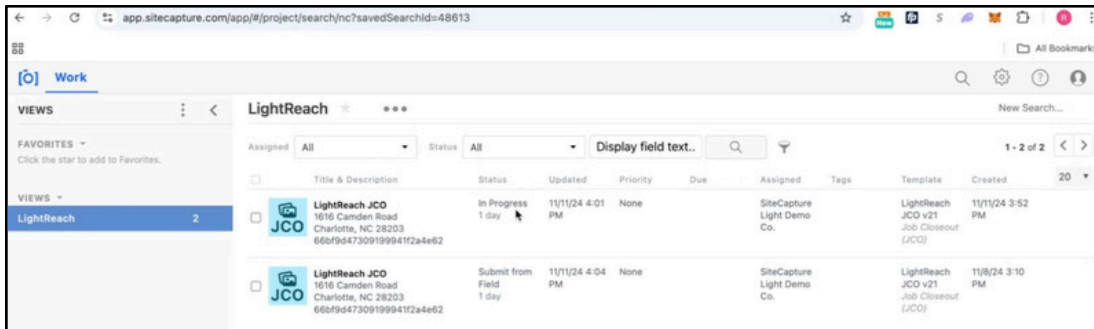 app.sitecapture.com/app/#/project/search/nc?savedSearchId=48613
New
S
R
All Bookmarks
Work
VIEWS
LightReach
New Search...
FAVORITES
Click the star to add to Favorites.
Assigned All Status All Display field text.. 1 - 2 of 2
VIEWS
LightReach 2
Title & Description Status Updated Priority Due Assigned Tags Template Created 20
JCO
LightReach JCO
1616 Camden Road
Charlotte, NC 28203
66bf9d47309199941f2a4e62
In Progress
1 day
11/11/24 4:01
PM
None
SiteCapture
Light Demo
Co.
LightReach
JCO v21
Job Closeout
(JCO)
11/11/24 3:52
PM
JCO
LightReach JCO
1616 Camden Road
Charlotte, NC 28203
66bf9d47309199941f2a4e62
Submit from
Field
1 day
11/11/24 4:04
PM
None
SiteCapture
Light Demo
Co.
LightReach
JCO v21
Job Closeout
(JCO)
11/8/24 3:10
PM